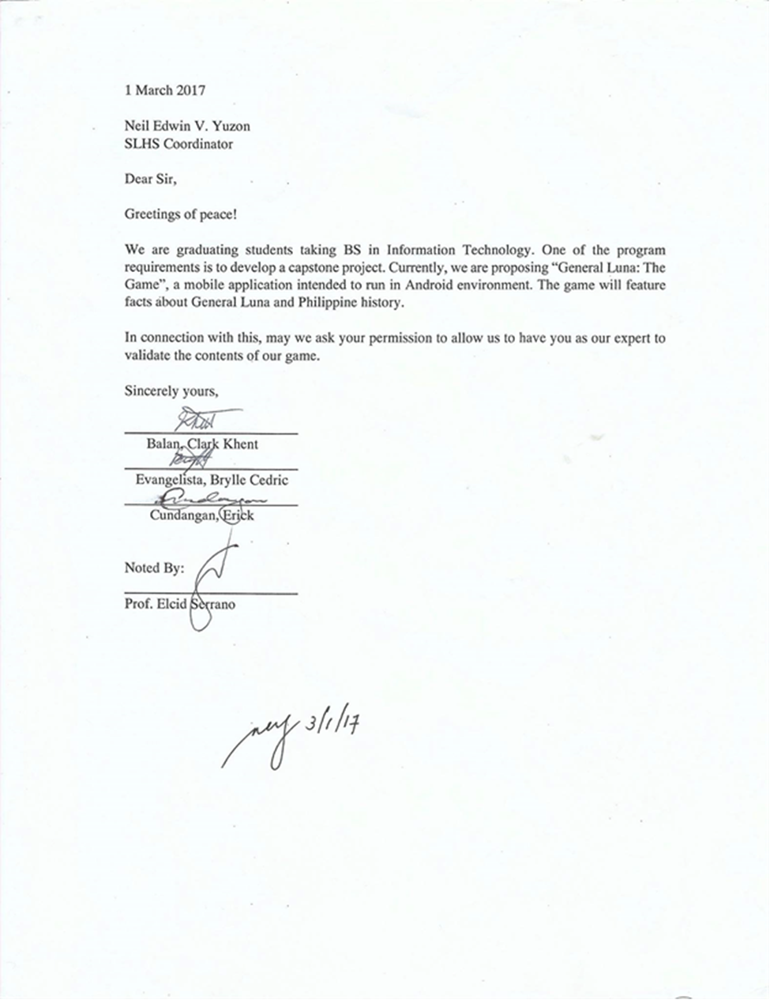 1 March 2017
Neil Edwin V. Yuzon
SLHS Coordinator
Dear Sir,
Greetings of peace!
We are graduating students taking BS in Information Technology. One of the program
requirements is to develop a capstone project. Currently, we are proposing “General Luna: The
Game”, a mobile application intended to run in Android environment. The game will feature
facts about General Luna and Philippine history.
In connection with this, may we ask your permission to allow us to have you as our expert to
validate the contents of our game.
Sincerely yours,
Balan, Clark Khent
Evangelista, Brylle Cedric
Cundangan
Cundangan, Erick
Noted By:
Prof. Elcid Serrano
3/1/17